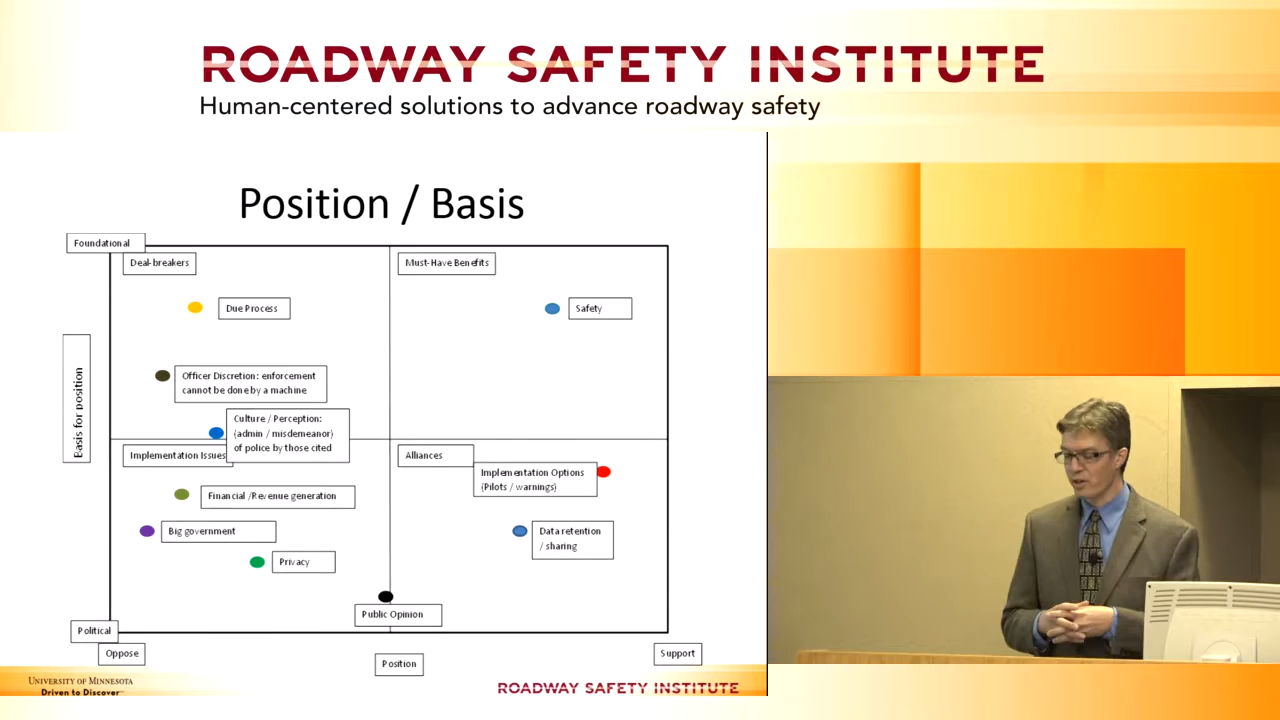 ROADWAY SAFETY INSTITUTE
Human-centered solutions to advance roadway safety
Position / Basis
Foundational
Deal-breakers
Must-Have Benefits
Due Process
Safety
Basis for position
Officer Discretion: enforcement
cannot be done by a machine
Culture / Perception:
(admin / misdemeanor)
of police by those cited
Implementation Issues
Alliances
Implementation Options
(Pilots / warnings)
Financial /Revenue generation
Big government
Data retention
/ sharing
Privacy
Public Opinion
Political
Oppose
Position
Support
UNIVERSITY OF MINNESOTA
Driven to Discover
ROADWAY SAFETY INSTITUTE